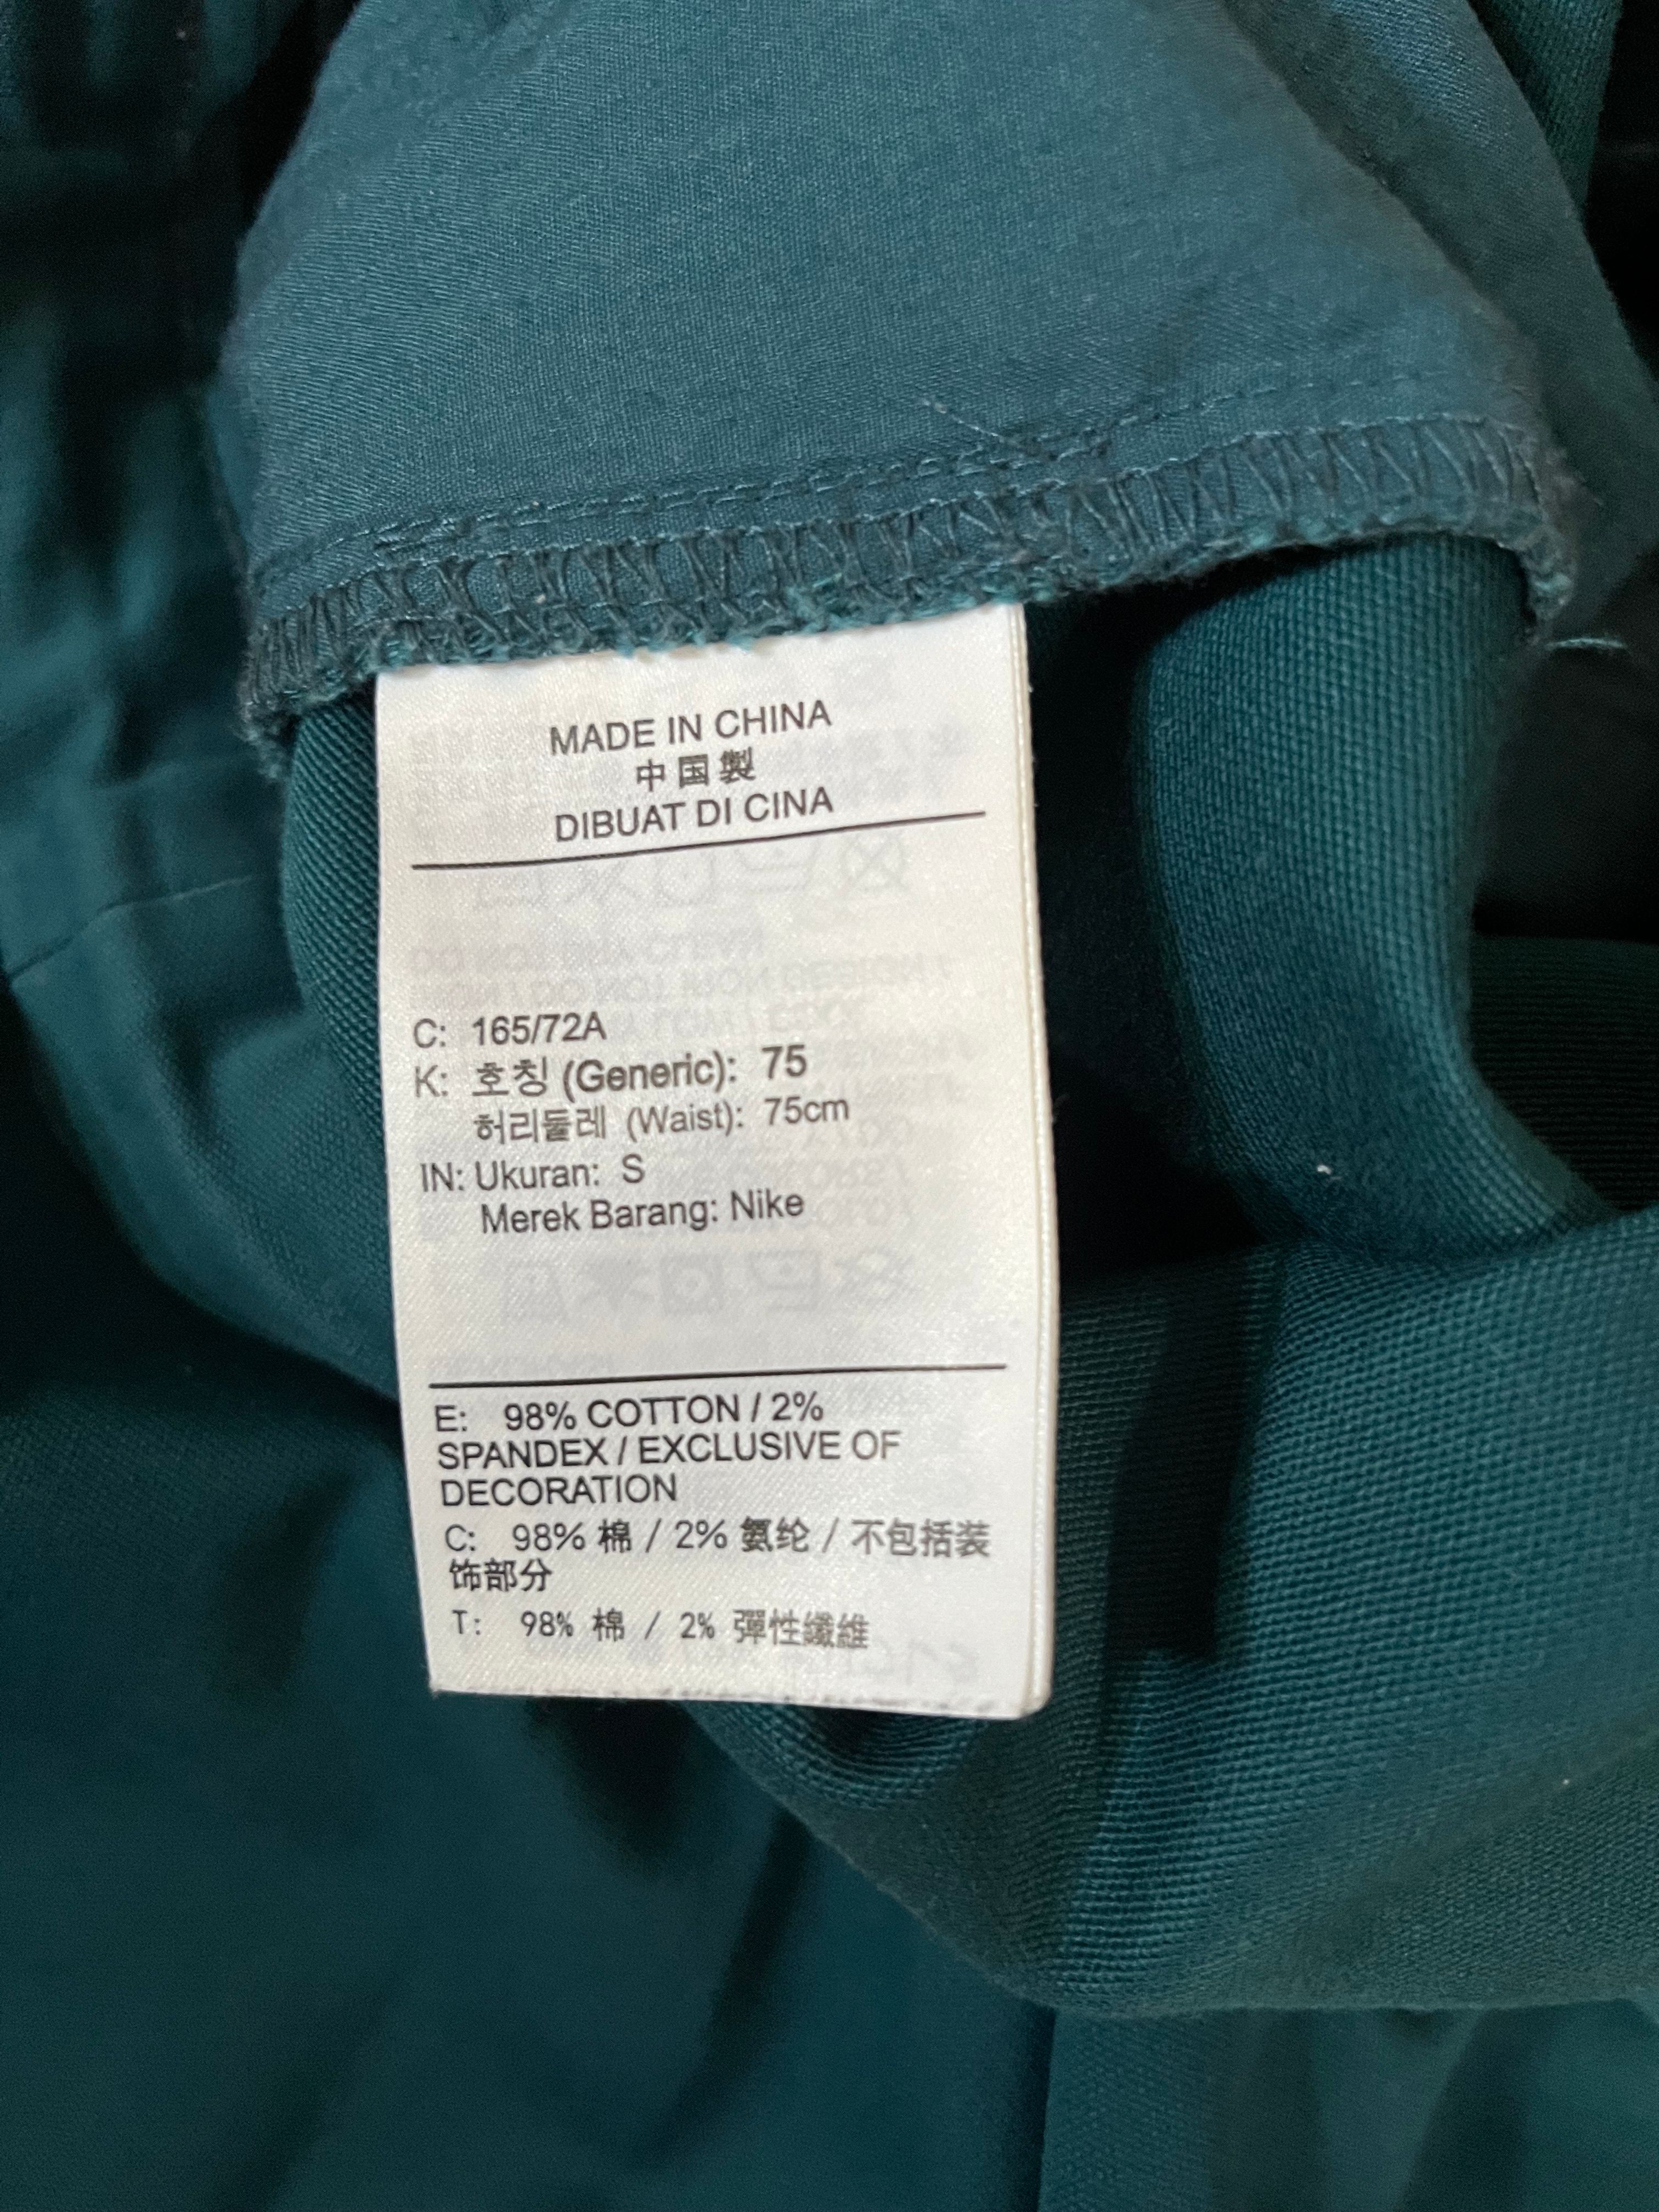 MADE IN CHINA
中国製
DIBUAT DI CINA
C: 165/72A
K: 호칭 (Generic): 75
허리둘레 (Waist): 75cm
IN: Ukuran: S
Merek Barang: Nike
E: 98% COTTON / 2%
SPANDEX / EXCLUSIVE OF
DECORATION
C: 98% 棉 / 2% 氨纶 / 不包括装
饰部分
T: 98% 棉 / 2% 彈性纖維